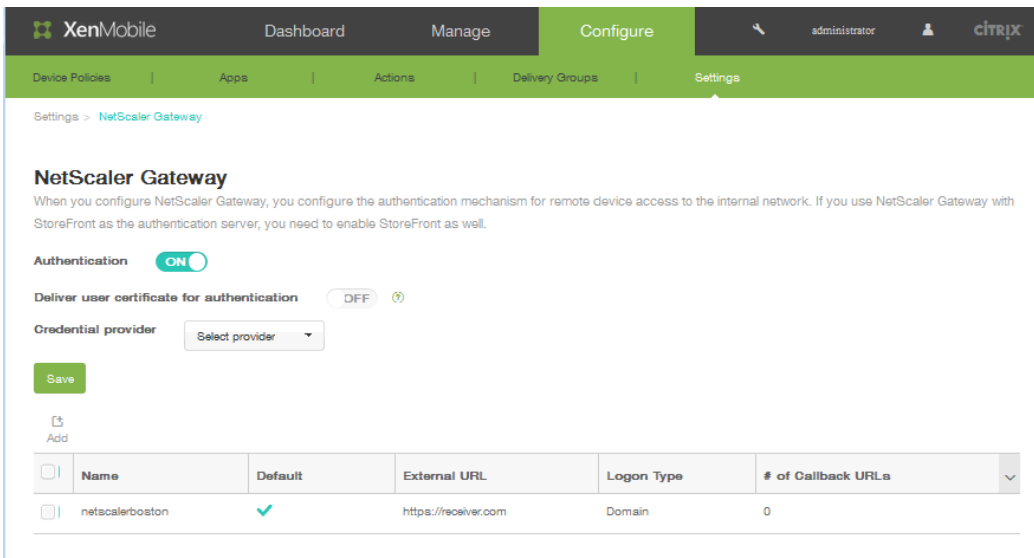 XenMobile Dashboard Manage Configure administrator CİTRIX
Device Policies | Apps | Actions | Delivery Groups | Settings
Settings > NetScaler Gateway
NetScaler Gateway
When you configure NetScaler Gateway, you configure the authentication mechanism for remote device access to the internal network. If you use NetScaler Gateway with
StoreFront as the authentication server, you need to enable StoreFront as well.
Authentication ON
Deliver user certificate for authentication OFF ?
Credential provider Select provider
Save
Add
Name Default External URL Logon Type # of Callback URLs
netscalerboston https://receiver.com Domain 0